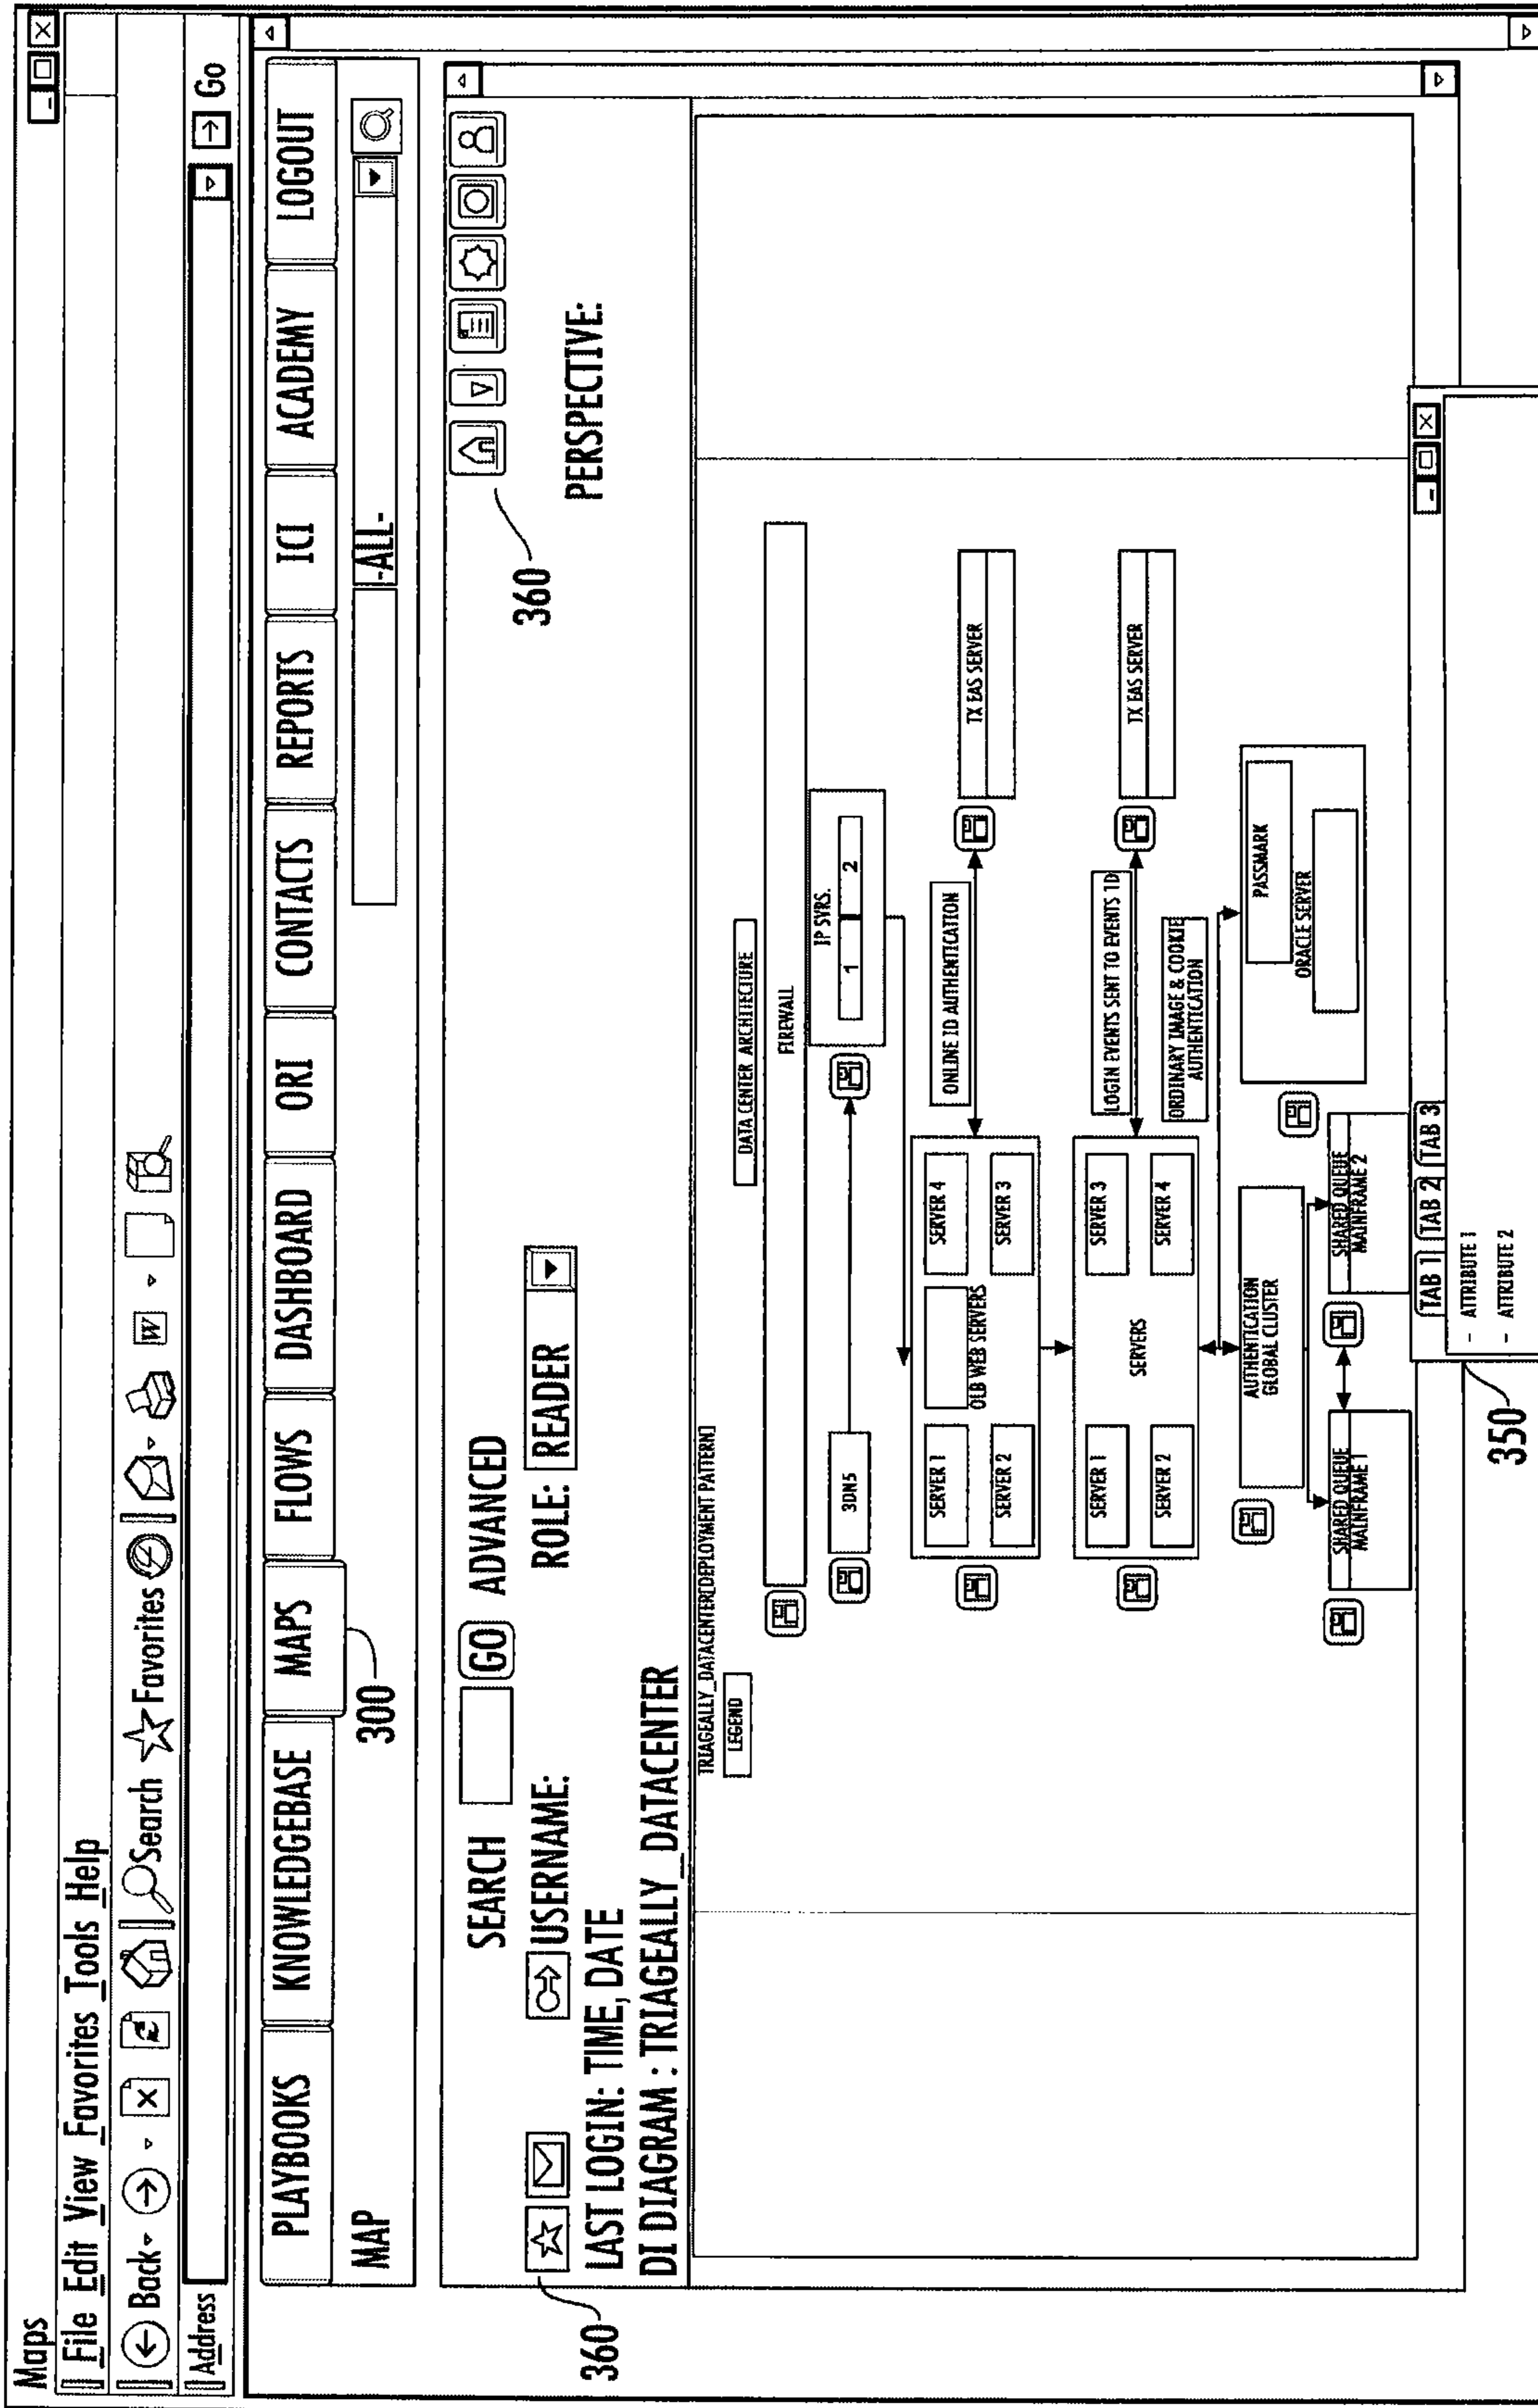 Maps
File Edit View Favorites Tools Help
Back Search Favorites W
Address Go
PLAYBOOKS KNOWLEDGEBASE MAPS FLOWS DASHBOARD ORI CONTACTS REPORTS ICI ACADEMY LOGOUT
300
MAP -ALL-
SEARCH GO ADVANCED
360
USERNAME: ROLE: READER PERSPECTIVE:
360
LAST LOGIN: TIME, DATE
DI DIAGRAM : TRIAGEALLY_DATACENTER
TRIAGEALLY_DATACENTER[DEPLOYMENT PATTERN]
LEGEND
DATA CENTER ARCHITECTURE
FIREWALL
IP SVRS.
3DN5 1 2
SERVER 1 SERVER 4
ONLINE ID AUTHENTICATION
TX EAS SERVER
OLB WEB SERVERS
SERVER 2 SERVER 3
SERVER 1 SERVER 3
LOGIN EVENTS SENT TO EVENTS 1D
TX EAS SERVER
SERVERS
SERVER 2 SERVER 4
ORDINARY IMAGE & COOKIE
AUTHENTICATION
AUTHENTICATION
GLOBAL CLUSTER
PASSMARK
ORACLE SERVER
SHARED QUEUE
MAINFRAME 1
SHARED QUEUE
MAINFRAME 2
TAB 1 TAB 2 TAB 3
350
- ATTRIBUTE 1
- ATTRIBUTE 2